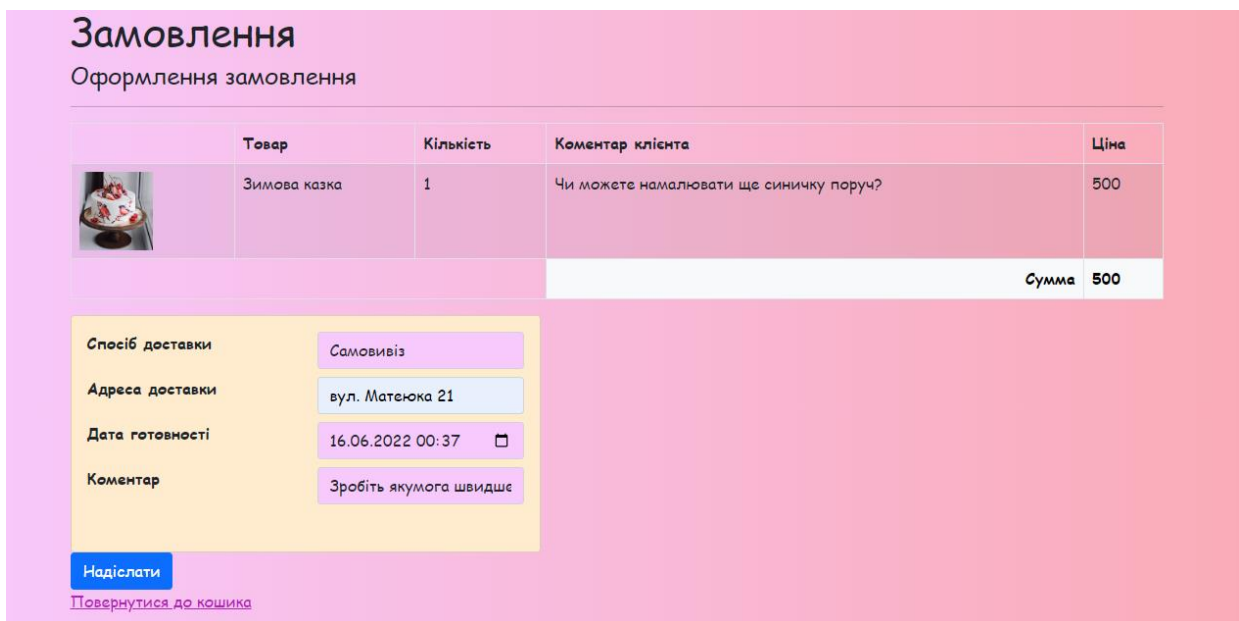 Замовлення
Оформлення замовлення
Товар Кількість Коментар клієнта Ціна
Зимова казка 1 Чи можете намалювати ще синичку поруч? 500
Сумма 500
Спосіб доставки Самовивіз
Адреса доставки вул. Матеюка 21
Дата готовності 16.06.2022 00:37
Коментар Зробіть якумога швидше
Надіслати
Повернутися до кошика